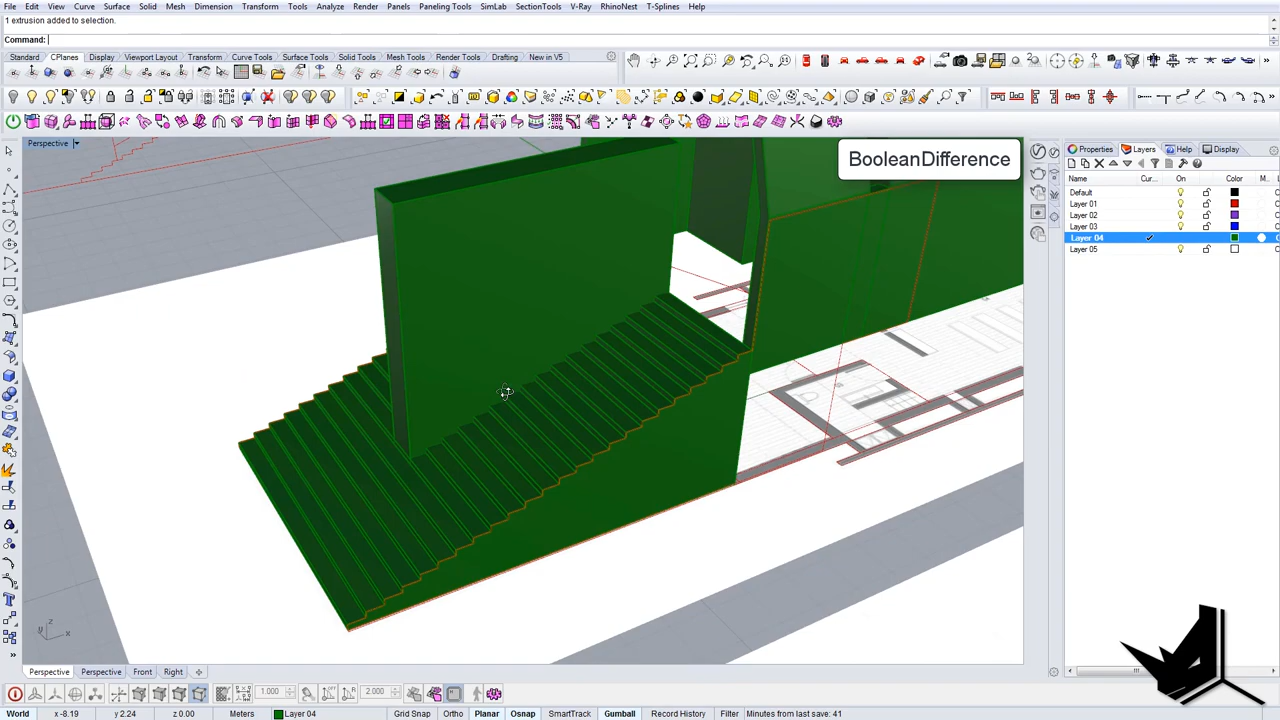 File Edit View Curve Surface Solid Mesh Dimension Transform Tools Analyze Render Panels Paneling Tools SimLab SectionTools V-Ray RhinoNest T-Splines Help
1 extrusion added to selection.
Command:
Standard CPlanes Display Viewport Layout Transform Curve Tools Surface Tools Solid Tools Mesh Tools Render Tools Drafting New in V5
Perspective
BooleanDifference
Properties Layers Help Display
Name Cur... On Color M...
Default
Layer 01
Layer 02
Layer 03
Layer 04
Layer 05
z
y x
Perspective Perspective Front Right
1.000 2.000
World x -8.19 y 2.24 z 0.00 Meters Layer 04 Grid Snap Ortho Planar Osnap SmartTrack Gumball Record History Filter Minutes from last save: 41